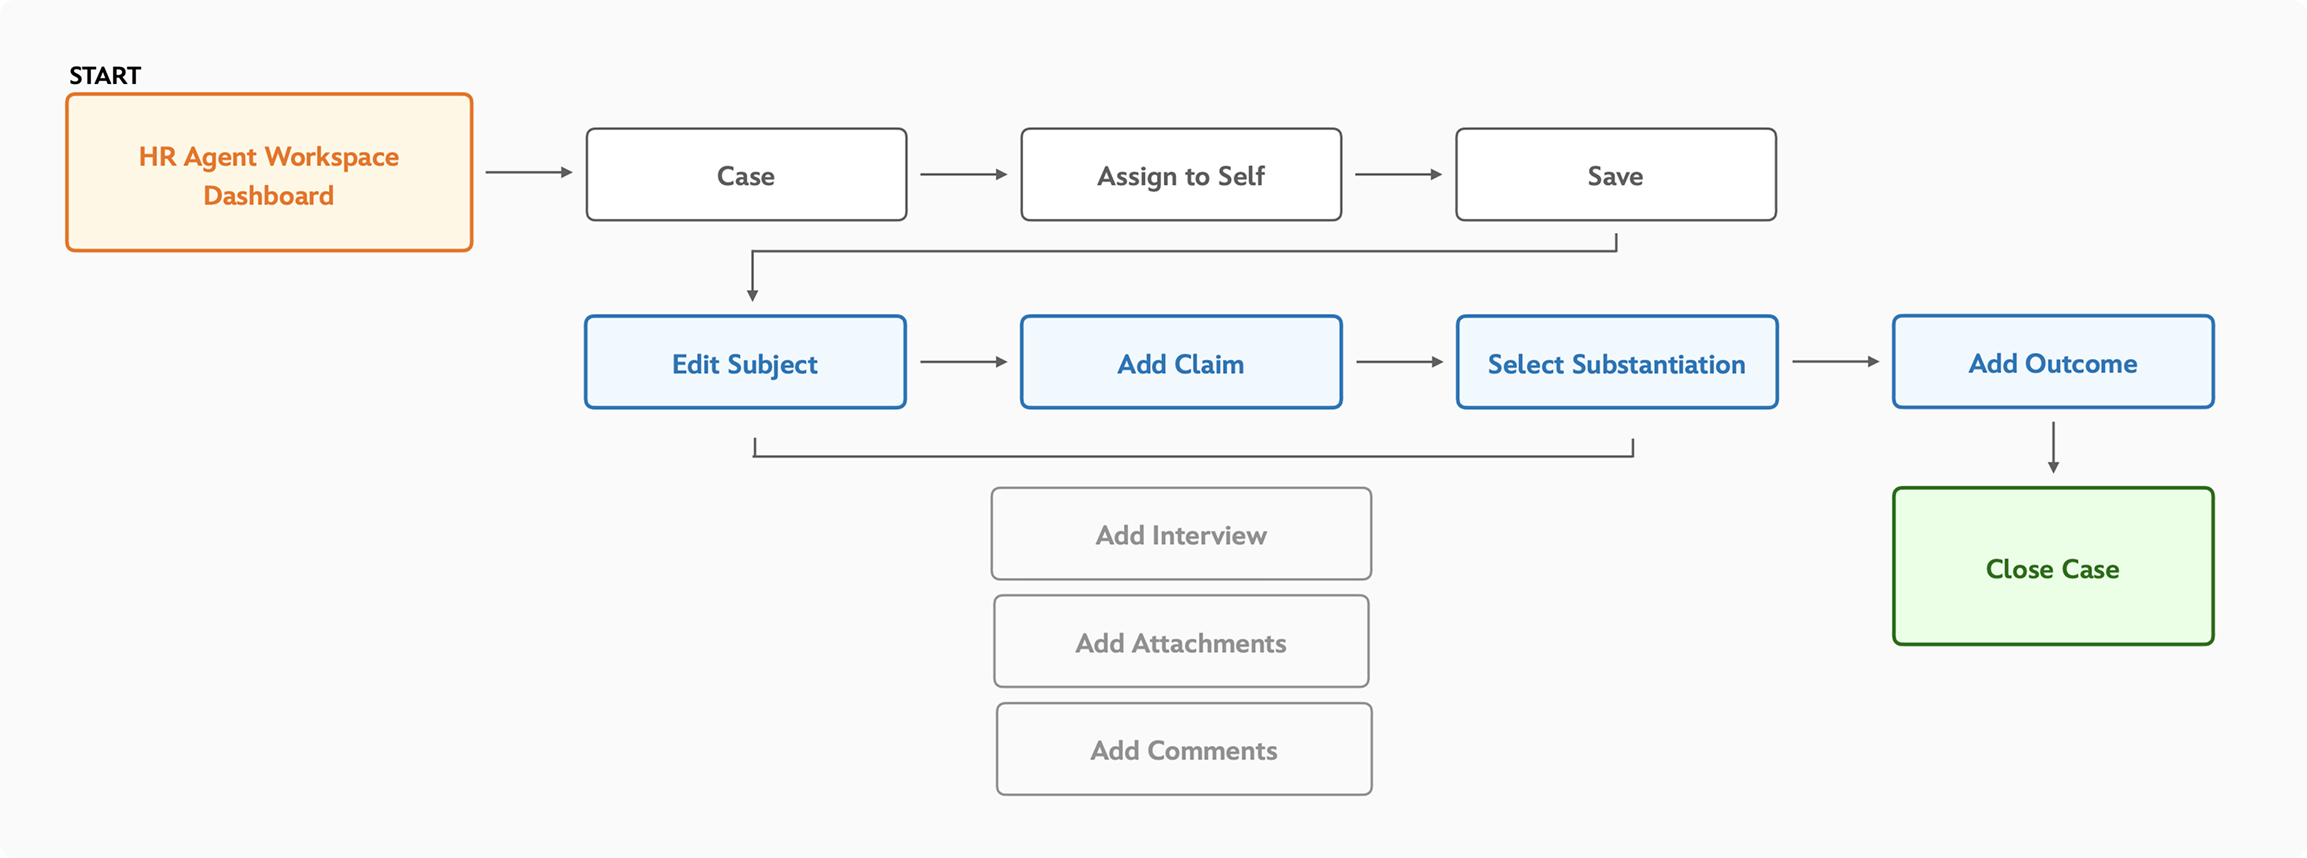 START
HR Agent Workspace
Dashboard
Case
Assign to Self
Save
Edit Subject
Add Claim
Select Substantiation
Add Outcome
Add Interview
Close Case
Add Attachments
Add Comments